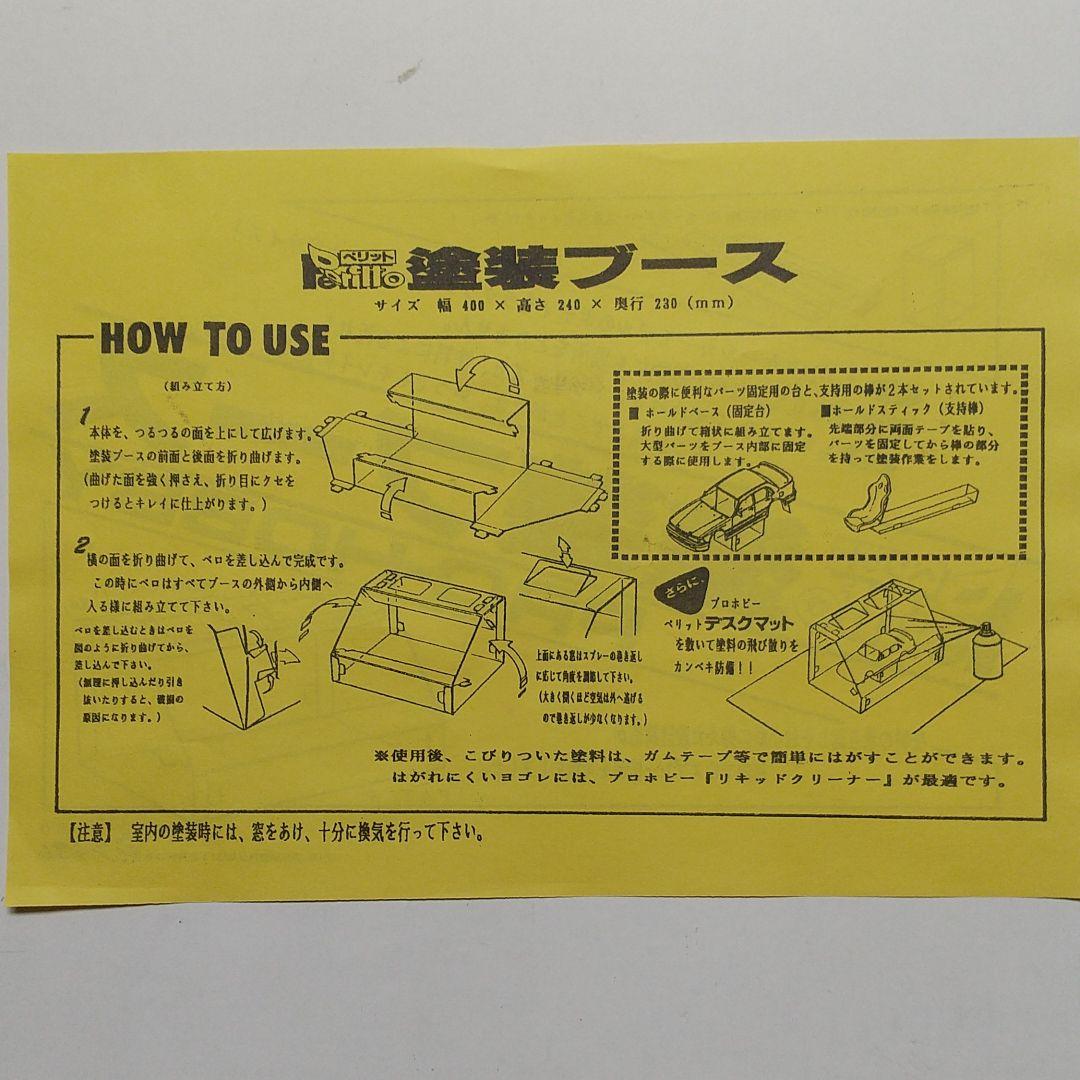 ペリット
Peritto
塗装ブース
サイズ 幅 400 × 高さ 240 × 奥行 230 (mm)
HOW TO USE
(組み立て方)
1
本体を、つるつるの面を上にして広げます。
塗装ブースの前面と後面を折り曲げます。
(曲げた面を強く押さえ、折り目にクセを
つけるとキレイに仕上がります。)
2
横の面を折り曲げて、ベロを差し込んで完成です。
この時にベロはすべてブースの外側から内側へ
入る様に組み立てて下さい。
ベロを差し込むときはベロを
図のように折り曲げてから、
差し込んで下さい。
(無理に押し込んだり引き
抜いたりすると、破損の
原因になります。)
上面にある窓はスプレーの巻き返し
に応じて角度を調節して下さい。
(大きく開くほど空気は外へ逃げる
ので巻き返しが少なくなります。)
塗装の際に便利なパーツ固定用の台と、支持用の棒が2本セットされています。
■ ホールドベース (固定台)
折り曲げて箱状に組み立てます。
大型パーツをブース内部に固定
する際に使用します。
■ホールドスティック (支持棒)
先端部分に両面テープを貼り、
パーツを固定してから棒の部分
を持って塗装作業をします。
さらに、
プロホビー
ペリットデスクマット
を敷いて塗料の飛び散りを
カンペキ防備!!
※使用後、こびりついた塗料は、ガムテープ等で簡単にはがすことができます。
はがれにくいヨゴレには、プロホビー『リキッドクリーナー』が最適です。
【注意】 室内の塗装時には、窓をあけ、十分に換気を行って下さい。